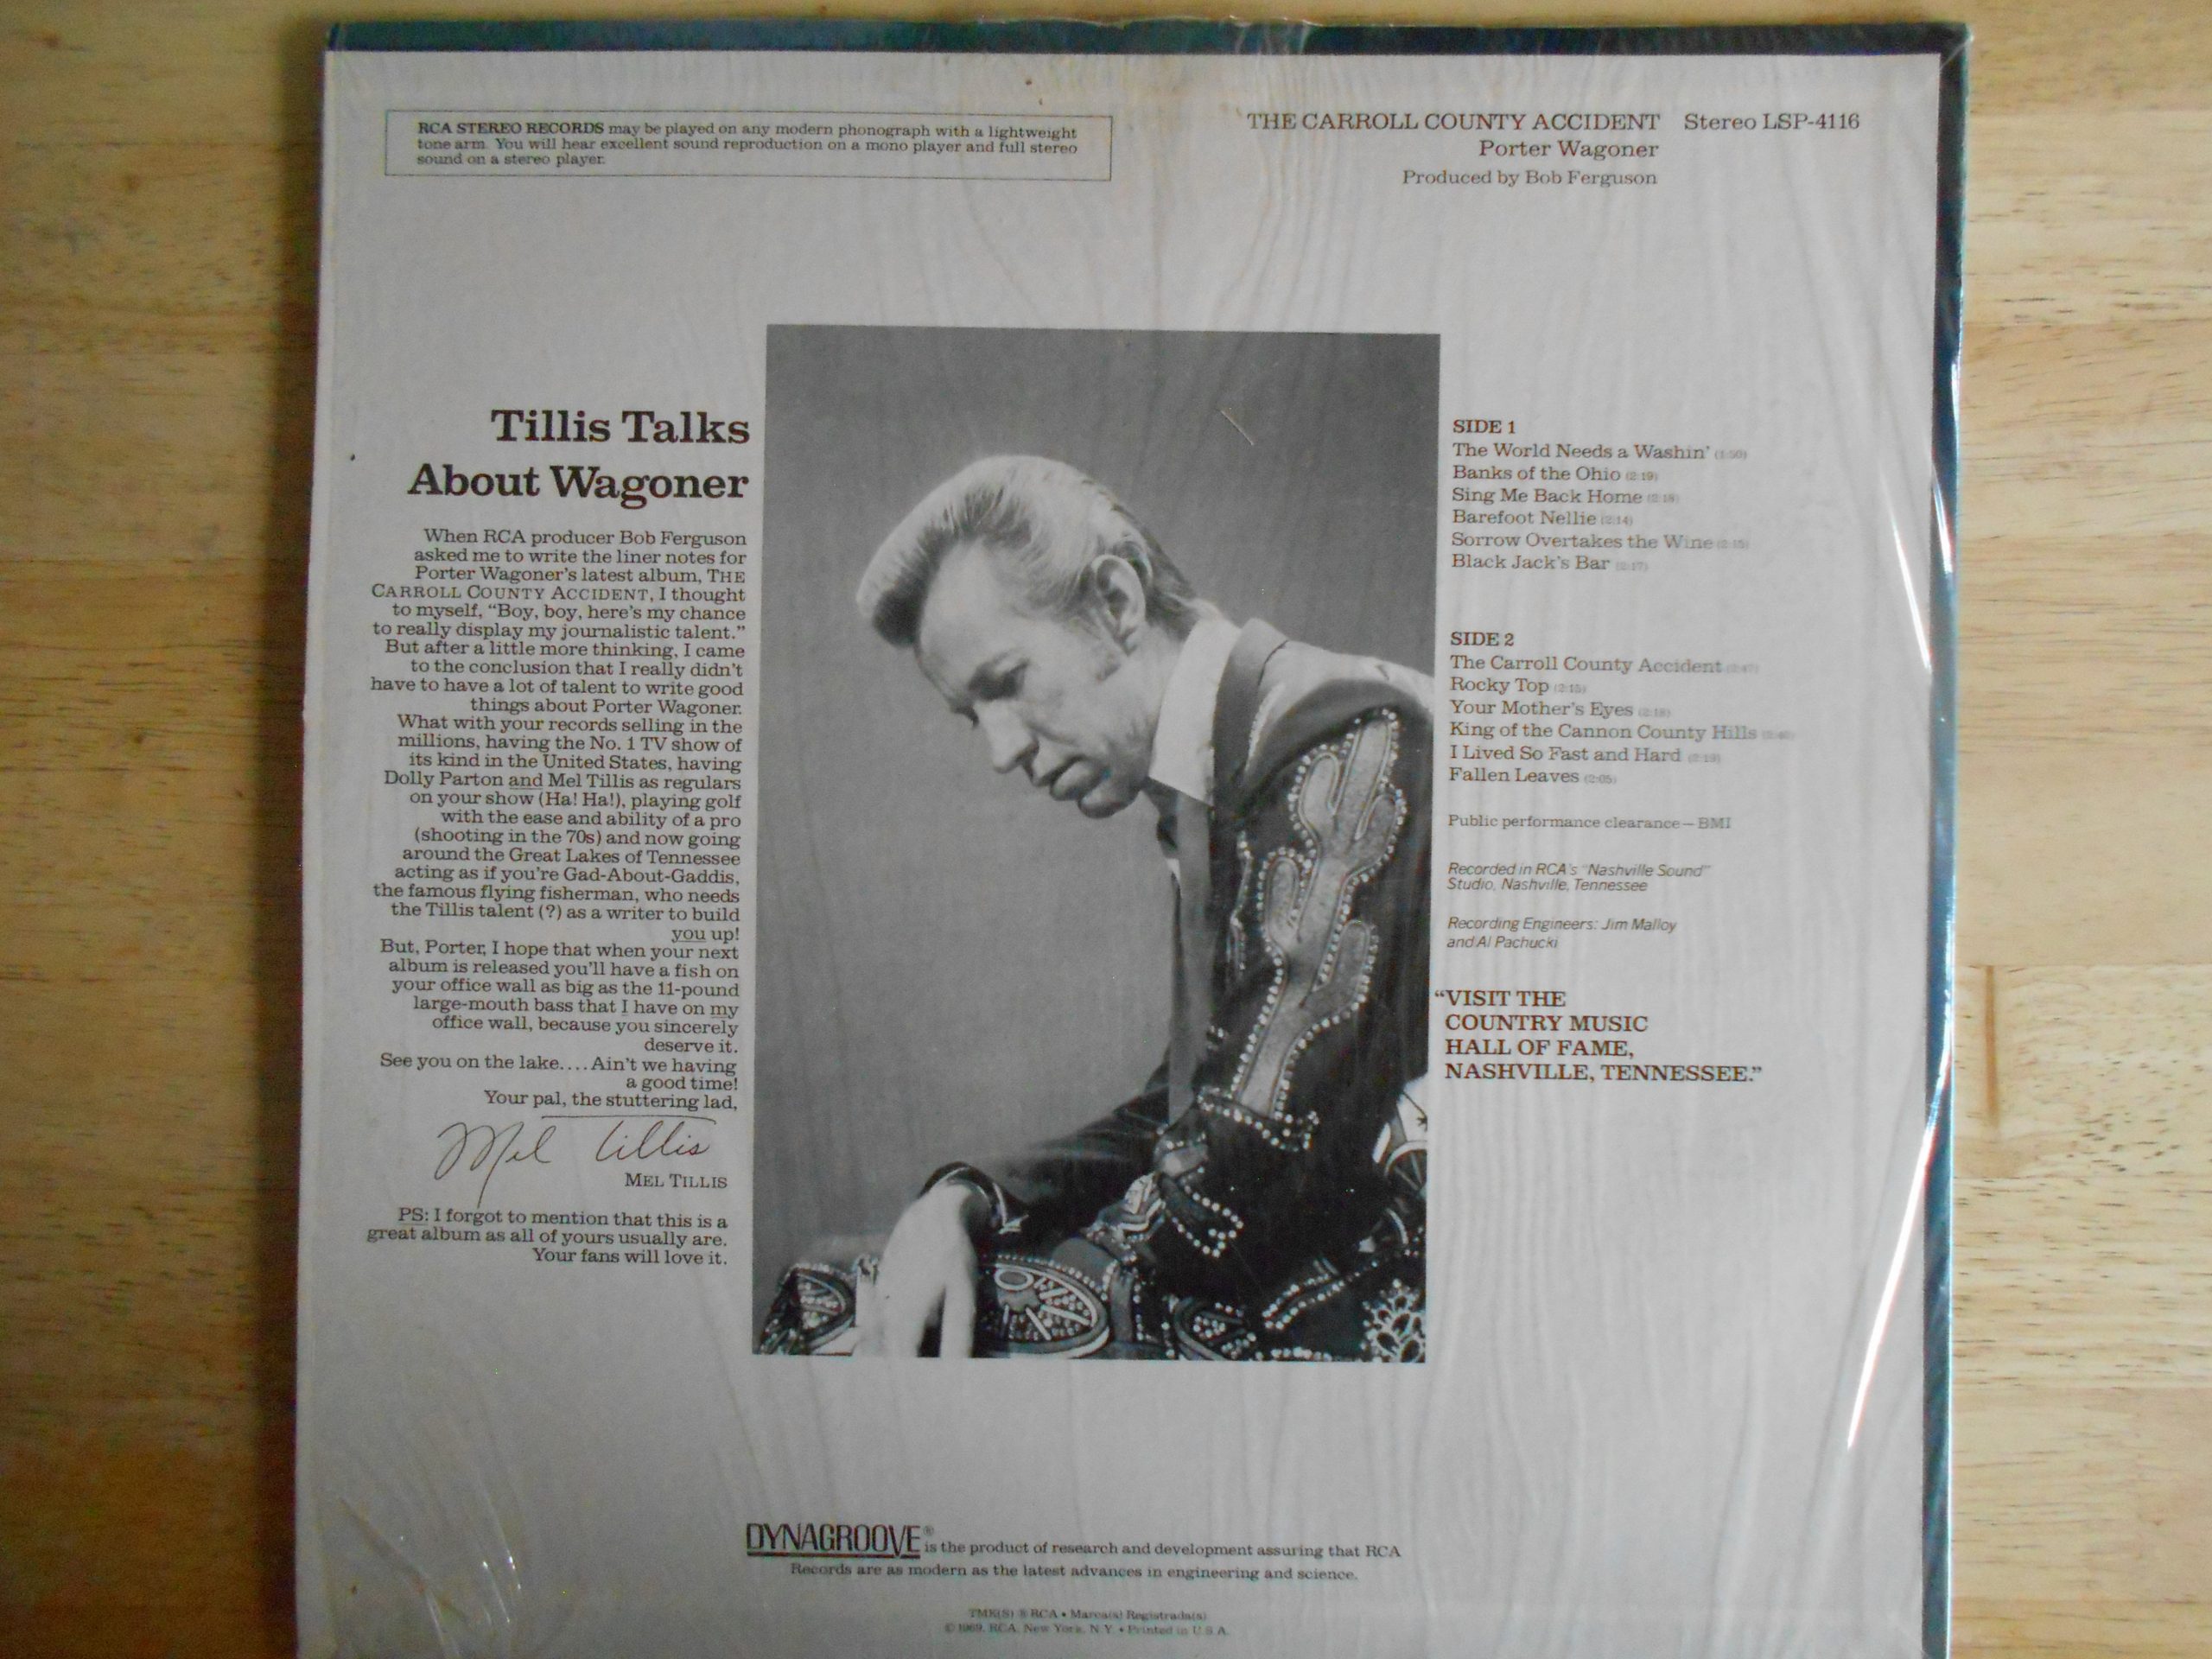 RCA STEREO RECORDS may be played on any modern phonograph with a lightweight
tone arm. You will hear excellent sound reproduction on a mono player and full stereo
sound on a stereo player.
THE CARROLL COUNTY ACCIDENT Stereo LSP-4116
Porter Wagoner
Produced by Bob Ferguson
Tillis Talks
About Wagoner
When RCA producer Bob Ferguson
asked me to write the liner notes for
Porter Wagoner's latest album, THE
CARROLL COUNTY ACCIDENT, I thought
to myself, “Boy, boy, here's my chance
to really display my journalistic talent.”
But after a little more thinking, I came
to the conclusion that I really didn't
have to have a lot of talent to write good
things about Porter Wagoner.
What with your records selling in the
millions, having the No. 1 TV show of
its kind in the United States, having
Dolly Parton and Mel Tillis as regulars
on your show (Ha! Ha!), playing golf
with the ease and ability of a pro
(shooting in the 70s) and now going
around the Great Lakes of Tennessee
acting as if you're Gad-About-Gaddis,
the famous flying fisherman, who needs
the Tillis talent (?) as a writer to build
you up!
But, Porter, I hope that when your next
album is released you'll have a fish on
your office wall as big as the 11-pound
large-mouth bass that I have on my
office wall, because you sincerely
deserve it.
See you on the lake.... Ain't we having
a good time!
Your pal, the stuttering lad,
Mel Tillis
MEL TILLIS
PS: I forgot to mention that this is a
great album as all of yours usually are.
Your fans will love it.
SIDE 1
The World Needs a Washin'
Banks of the Ohio (2:19)
Sing Me Back Home
Barefoot Nellie (2:14)
Sorrow Overtakes the Wine
Black Jack's Bar (2:17)
SIDE 2
The Carroll County Accident
Rocky Top
Your Mother's Eyes
King of the Cannon County Hills
I Lived So Fast and Hard
Fallen Leaves (2:05)
Public performance clearance—BMI
Recorded in RCA's “Nashville Sound”
Studio, Nashville, Tennessee
Recording Engineers: Jim Malloy
and Al Pachucki
“VISIT THE
COUNTRY MUSIC
HALL OF FAME,
NASHVILLE, TENNESSEE.”
DYNAGROOVE® is the product of research and development assuring that RCA
Records are as modern as the latest advances in engineering and science.
TMK(S) ® RCA • Marca(s) Registrada(s)
© 1969, RCA, New York, N.Y. • Printed in U.S.A.